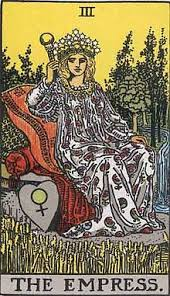 III
THE EMPRESS.